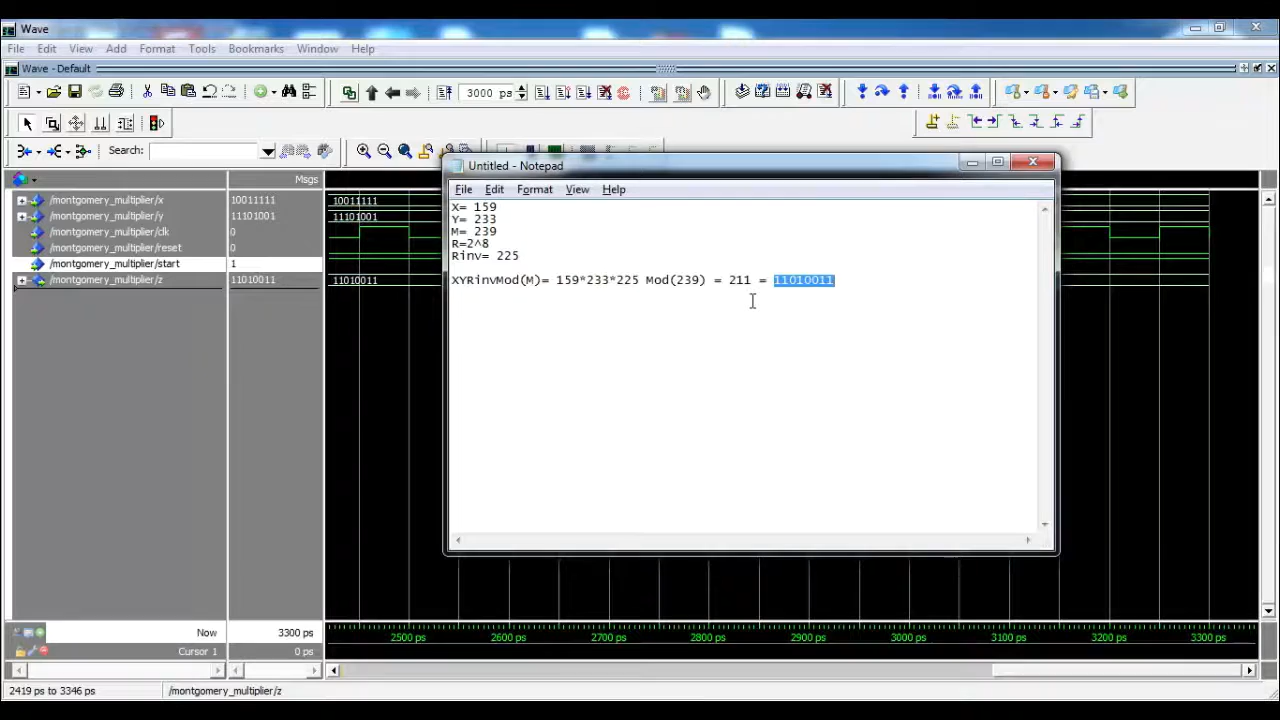 Wave
File Edit View Add Format Tools Bookmarks Window Help
Wave - Default
3000 ps
Search:
Msgs
/montgomery_multiplier/x 10011111 10011111
/montgomery_multiplier/y 11101001 11101001
/montgomery_multiplier/clk 0
/montgomery_multiplier/reset 0
/montgomery_multiplier/start 1
/montgomery_multiplier/z 11010011 11010011
Untitled - Notepad
File Edit Format View Help
X= 159
Y= 233
M= 239
R=2^8
Rinv= 225
XYRinvMod(M)= 159*233*225 Mod(239) = 211 = 11010011
Now 3300 ps
Cursor 1 0 ps
2500 ps 2600 ps 2700 ps 2800 ps 2900 ps 3000 ps 3100 ps 3200 ps 3300 ps
2419 ps to 3346 ps /montgomery_multiplier/z